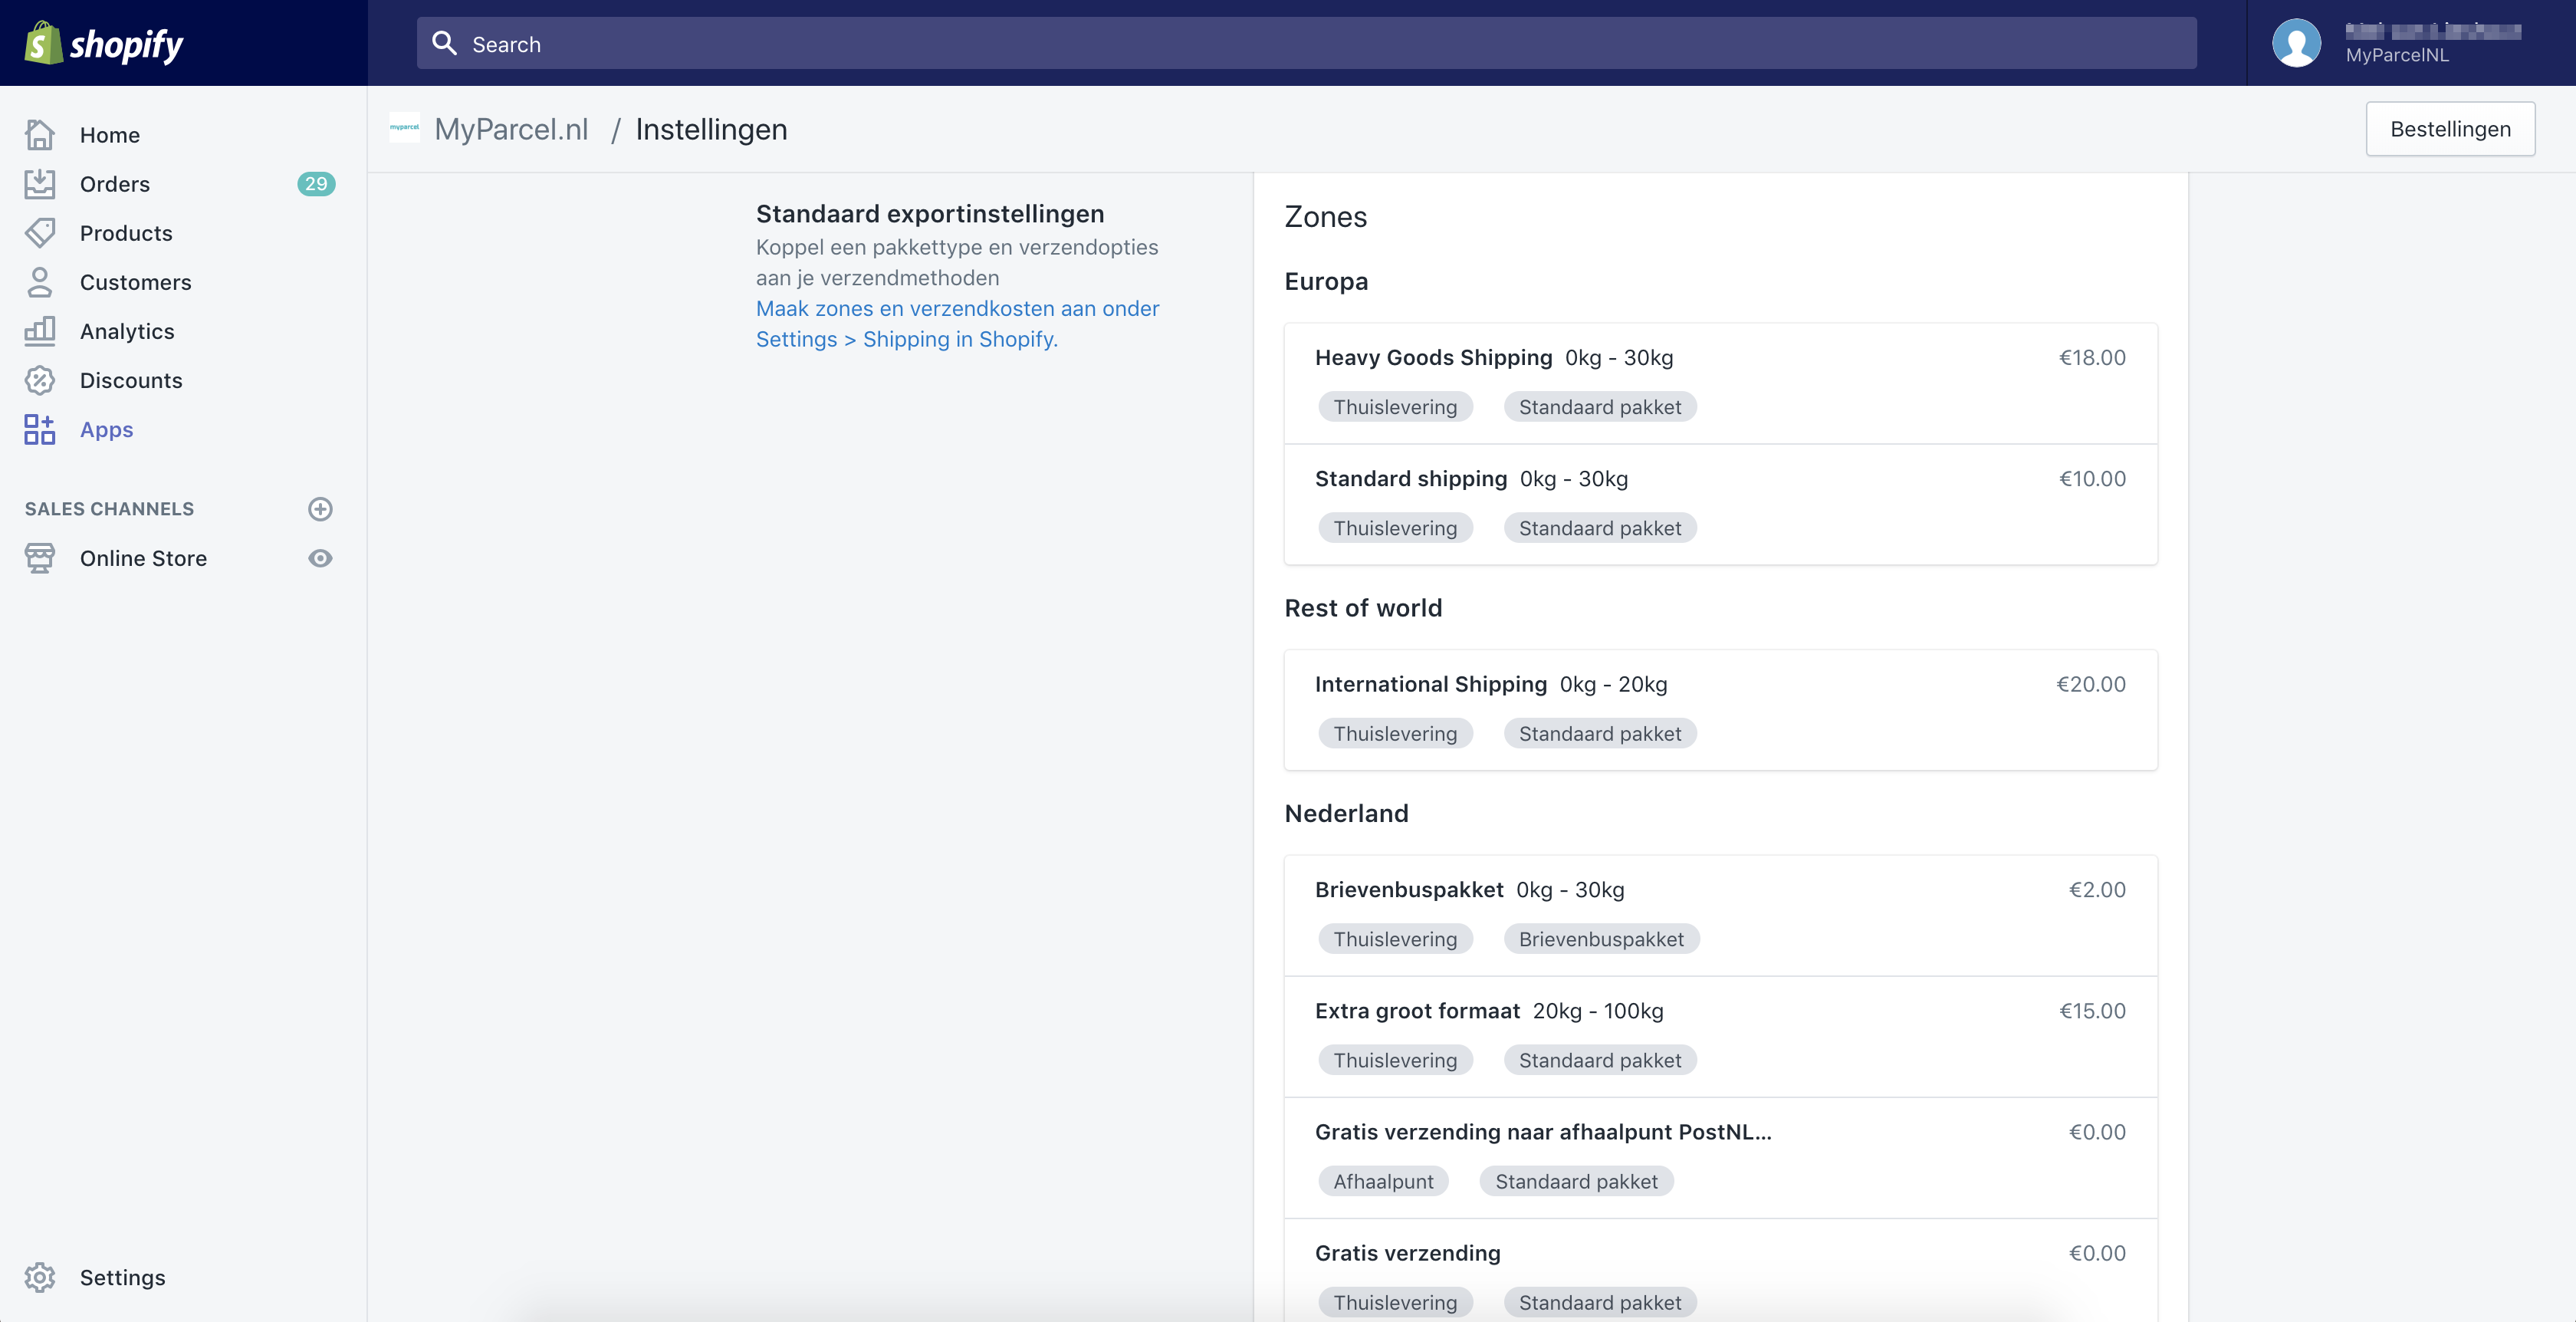 shopify
Search
MyParcelNL
Home
Orders 29
Products
Customers
Analytics
Discounts
Apps
SALES CHANNELS
Online Store
Settings
myparcel MyParcel.nl / Instellingen
Bestellingen
Standaard exportinstellingen
Koppel een pakkettype en verzendopties
aan je verzendmethoden
Maak zones en verzendkosten aan onder
Settings > Shipping in Shopify.
Zones
Europa
Heavy Goods Shipping 0kg - 30kg €18.00
Thuislevering Standaard pakket
Standard shipping 0kg - 30kg €10.00
Thuislevering Standaard pakket
Rest of world
International Shipping 0kg - 20kg €20.00
Thuislevering Standaard pakket
Nederland
Brievenbuspakket 0kg - 30kg €2.00
Thuislevering Brievenbuspakket
Extra groot formaat 20kg - 100kg €15.00
Thuislevering Standaard pakket
Gratis verzending naar afhaalpunt PostNL... €0.00
Afhaalpunt Standaard pakket
Gratis verzending €0.00
Thuislevering Standaard pakket